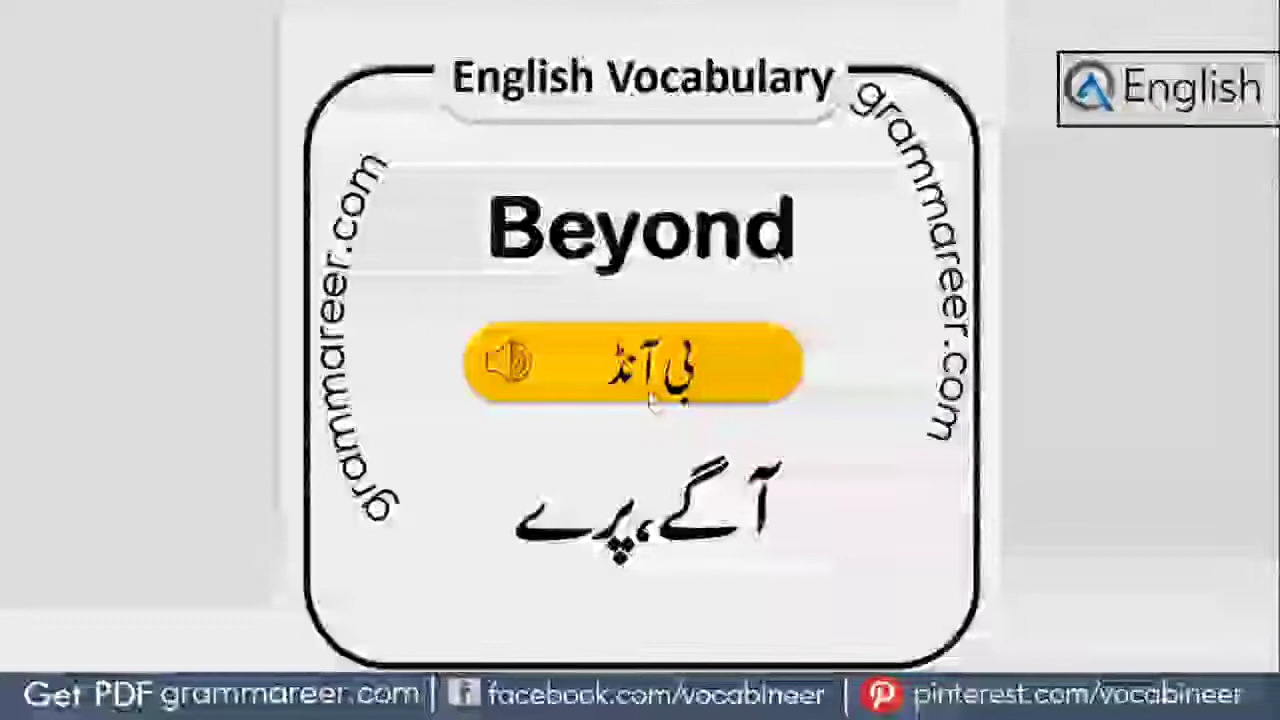 English Vocabulary
English
grammareer.com
grammareer.com
Beyond
بی آنڈ
آگے، پرے
Get PDF grammareer.com | facebook.com/vocabineer | pinterest.com/vocabineer